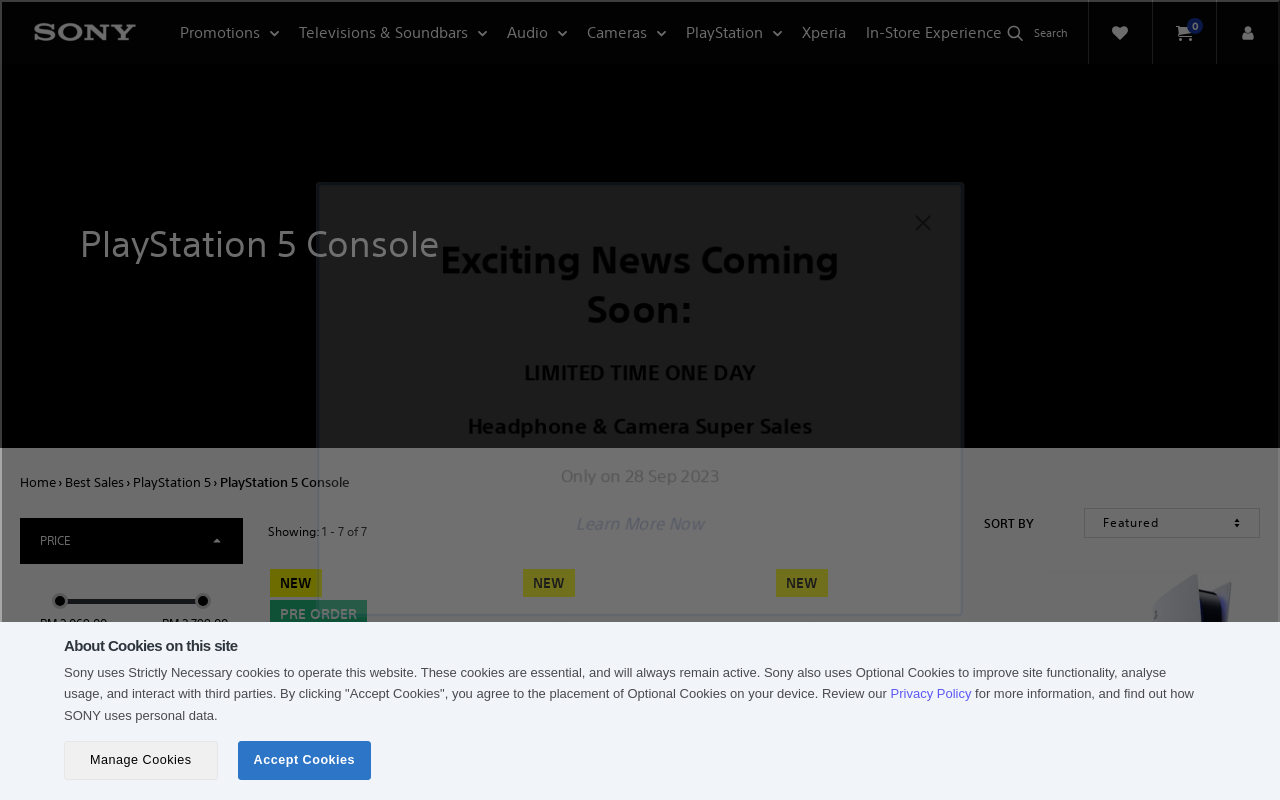 SONY
Promotions
Televisions & Soundbars
Audio
Cameras
PlayStation
Xperia
In-Store Experience
Search
0
PlayStation 5 Console
Exciting News Coming
Soon:
LIMITED TIME ONE DAY
Headphone & Camera Super Sales
Only on 28 Sep 2023
Learn More Now
Home › Best Sales › PlayStation 5 › PlayStation 5 Console
PRICE
Showing: 1 - 7 of 7
SORT BY
Featured
NEW
NEW
NEW
PRE ORDER
About Cookies on this site
Sony uses Strictly Necessary cookies to operate this website. These cookies are essential, and will always remain active. Sony also uses Optional Cookies to improve site functionality, analyse
usage, and interact with third parties. By clicking "Accept Cookies", you agree to the placement of Optional Cookies on your device. Review our Privacy Policy for more information, and find out how
SONY uses personal data.
Manage Cookies
Accept Cookies